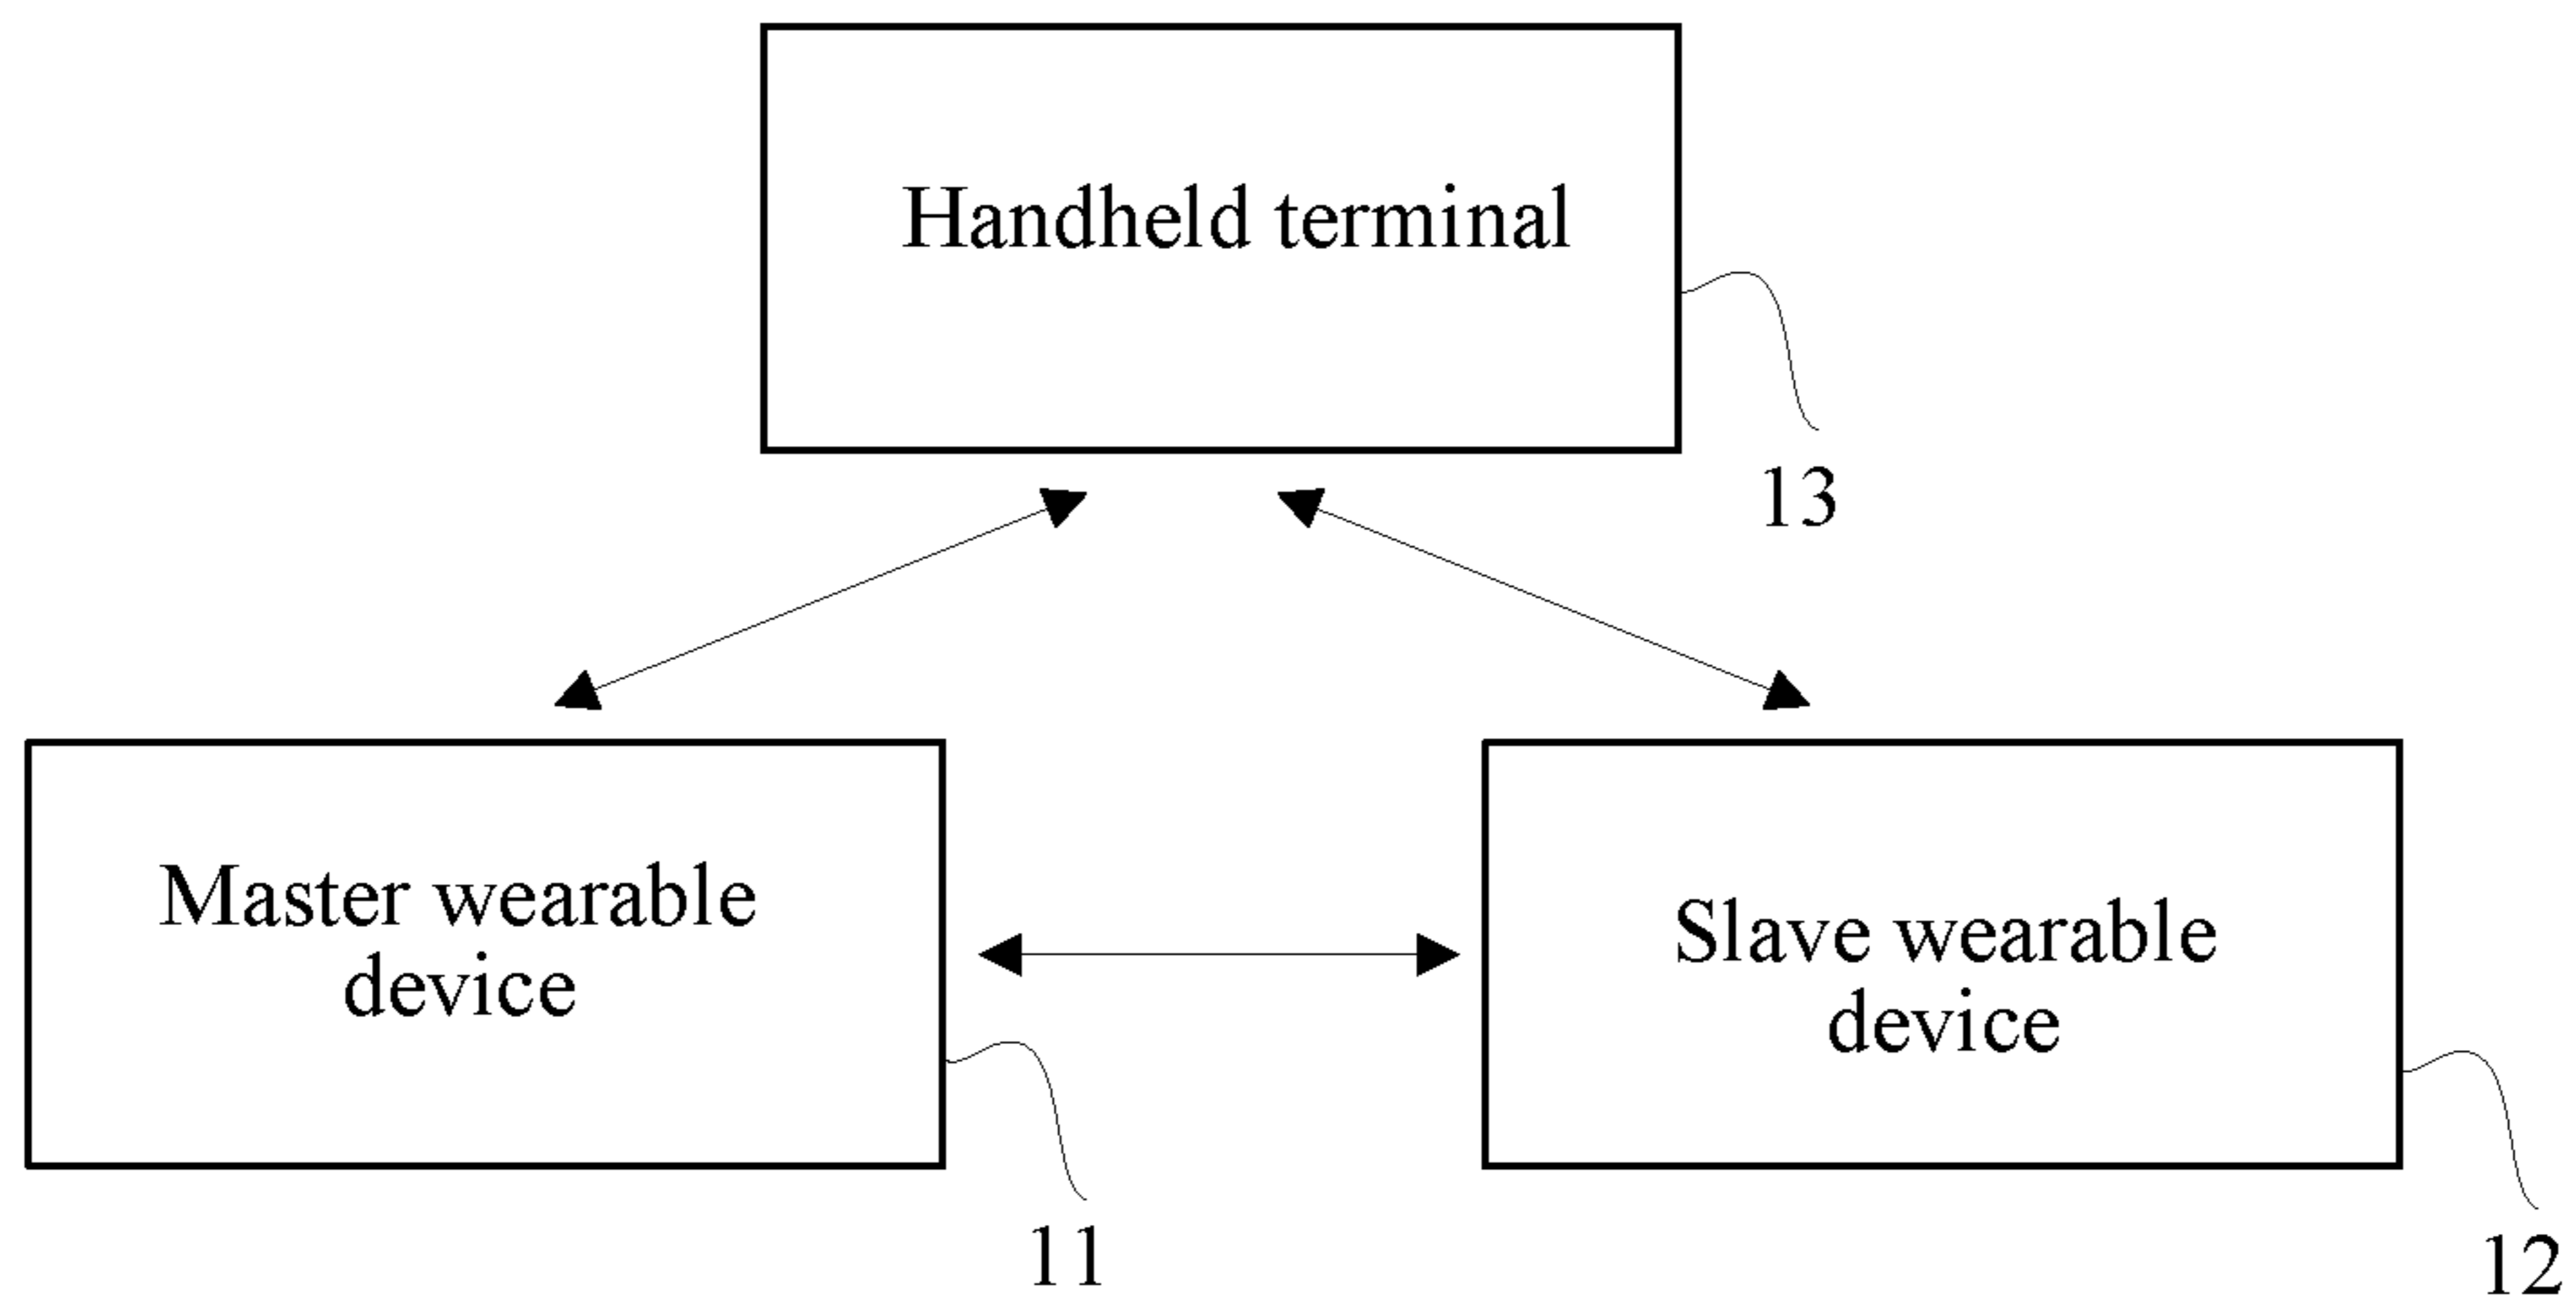 Handheld terminal
13
Master wearable
device
Slave wearable
device
11
12